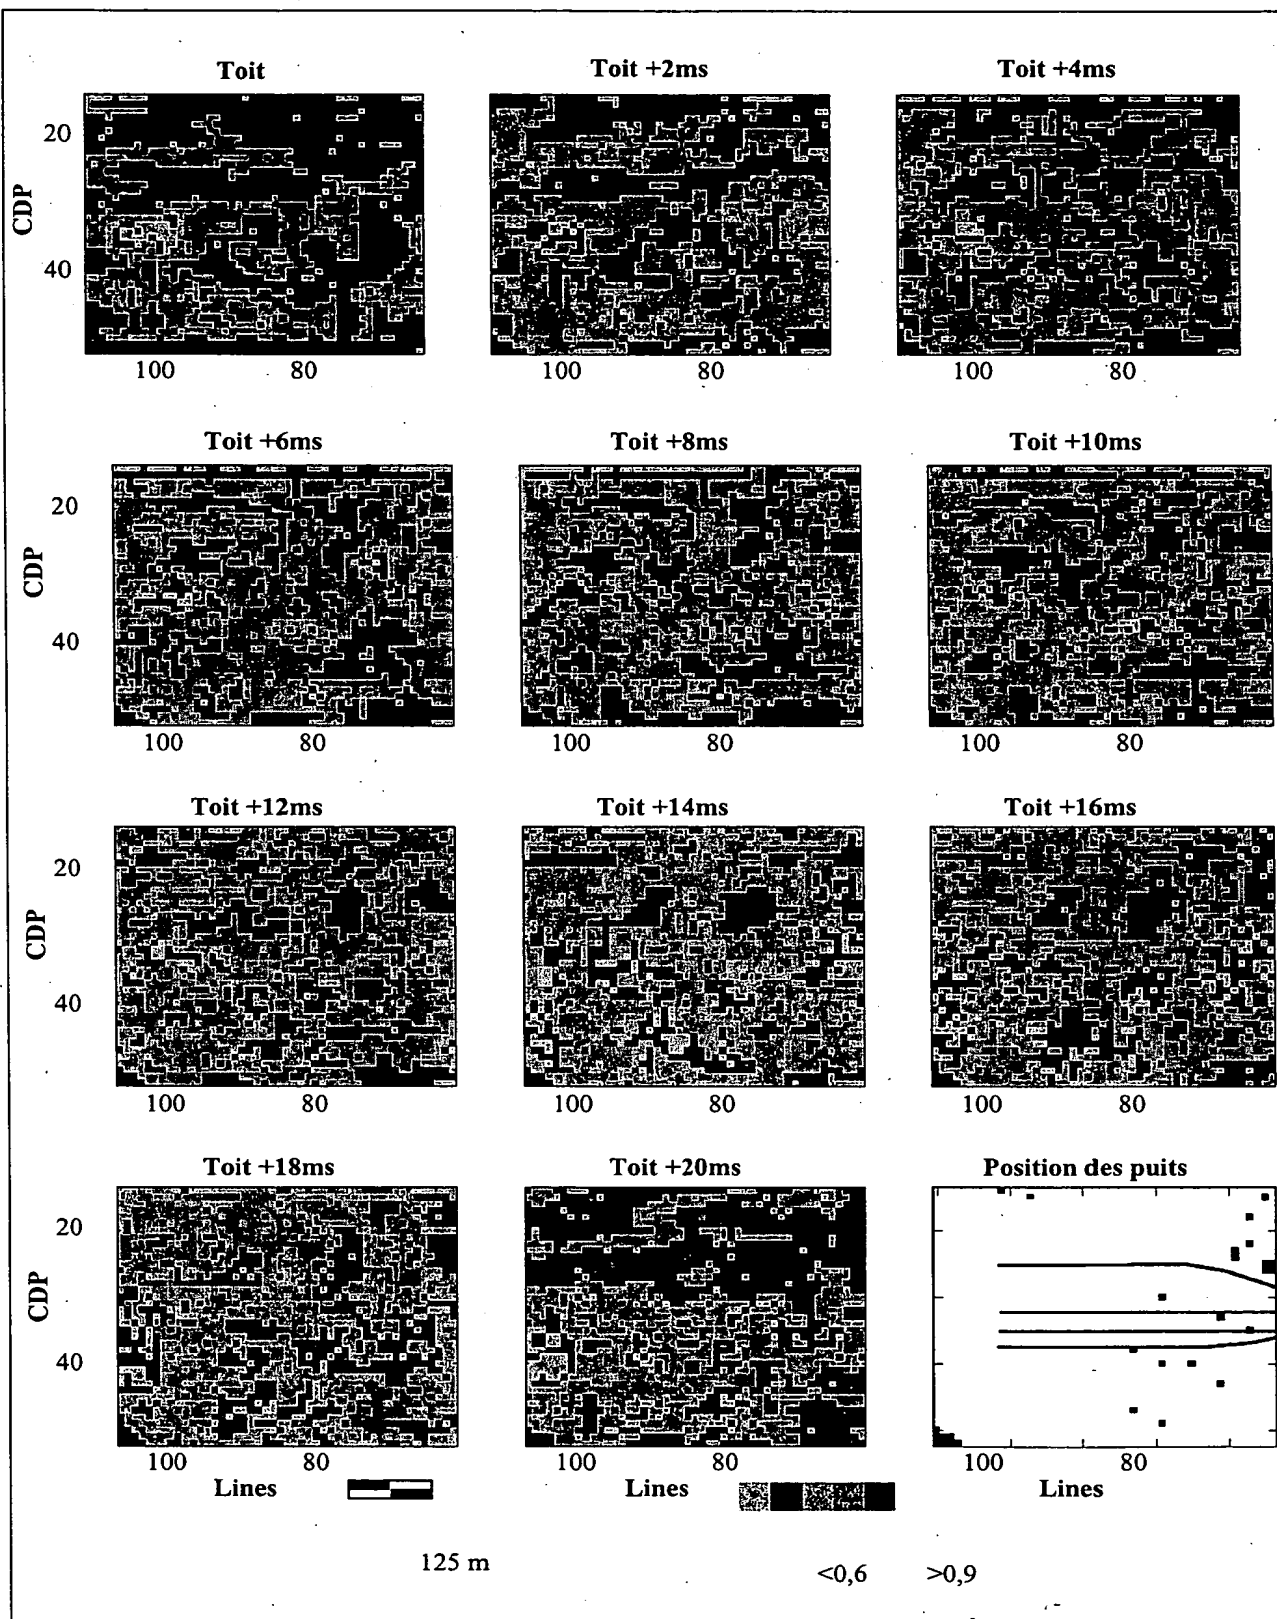 Toit Toit +2ms Toit +4ms
20
CDP
40
100 80 100 80 100 80
Toit +6ms Toit +8ms Toit +10ms
20
CDP
40
100 80 100 80 100 80
Toit +12ms Toit +14ms Toit +16ms
20
CDP
40
100 80 100 80 100 80
Toit +18ms Toit +20ms Position des puits
20
CDP
40
100 80 100 80 100 80
Lines Lines Lines
125 m <0,6 >0,9